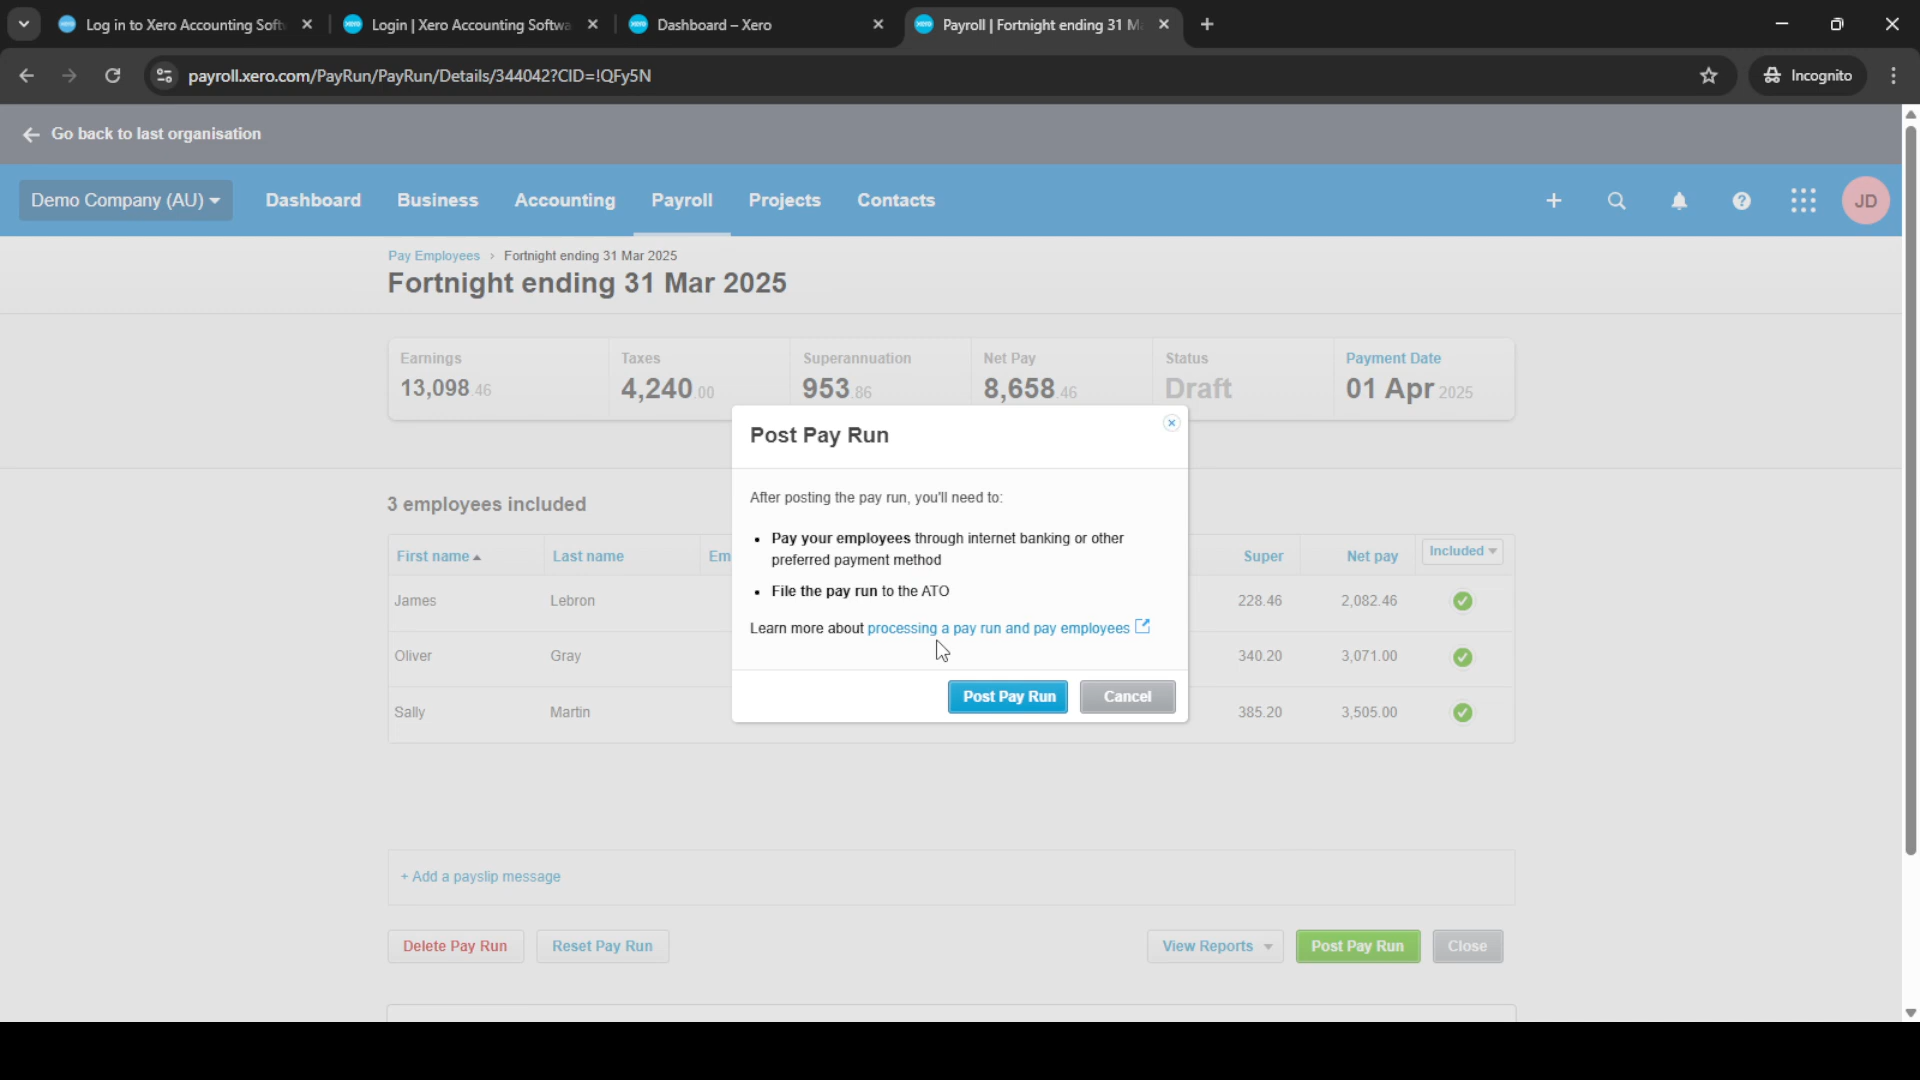 Log in to Xero Accounting Soft
Login | Xero Accounting Softwa
Dashboard – Xero
Payroll | Fortnight ending 31 M
payroll.xero.com/PayRun/PayRun/Details/344042?CID=!QFy5N
Incognito
Go back to last organisation
Demo Company (AU)
Dashboard
Business
Accounting
Payroll
Projects
Contacts
JD
Pay Employees › Fortnight ending 31 Mar 2025
Fortnight ending 31 Mar 2025
Earnings Taxes Superannuation Net Pay Status Payment Date
13,098.46 4,240.00 953.86 8,658.46 Draft 01 Apr 2025
Post Pay Run
After posting the pay run, you'll need to:
• Pay your employees through internet banking or other
preferred payment method
• File the pay run to the ATO
Learn more about processing a pay run and pay employees
Post Pay Run Cancel
3 employees included
First name Last name Em Super Net pay Included
James Lebron 228.46 2,082.46
Oliver Gray 340.20 3,071.00
Sally Martin 385.20 3,505.00
+ Add a payslip message
Delete Pay Run Reset Pay Run View Reports Post Pay Run Close